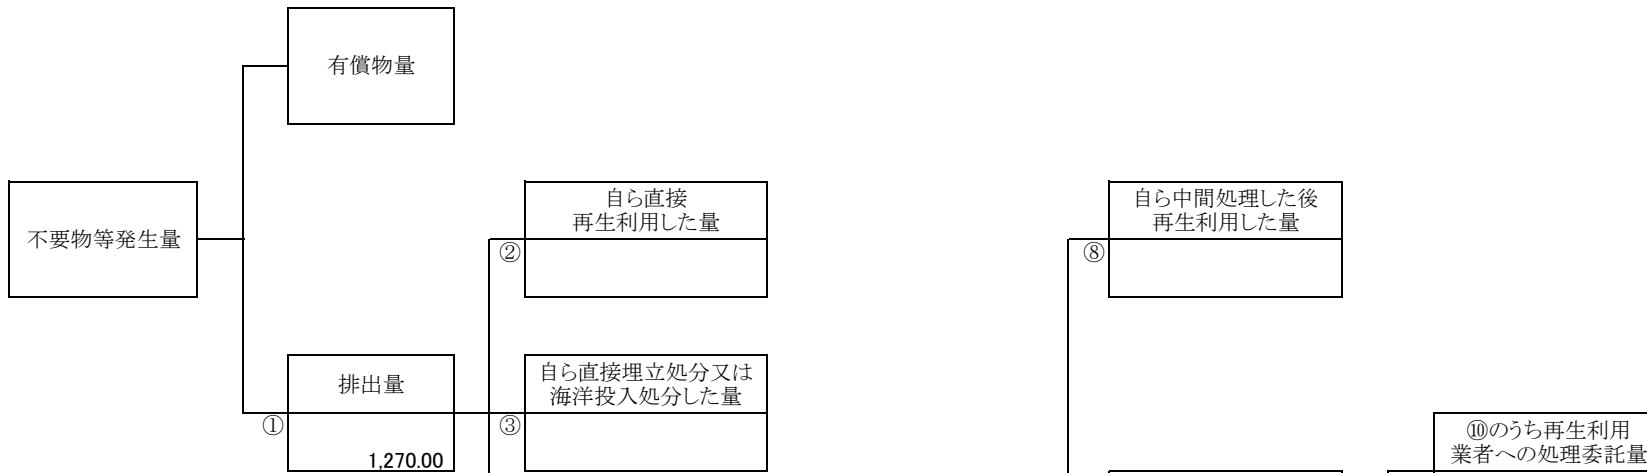 有償物量
不要物等発生量
自ら直接
再生利用した量
②
自ら中間処理した後
再生利用した量
⑧
排出量
①
1,270.00
自ら直接埋立処分又は
海洋投入処分した量
③
⑩のうち再生利用
業者への処理委託量